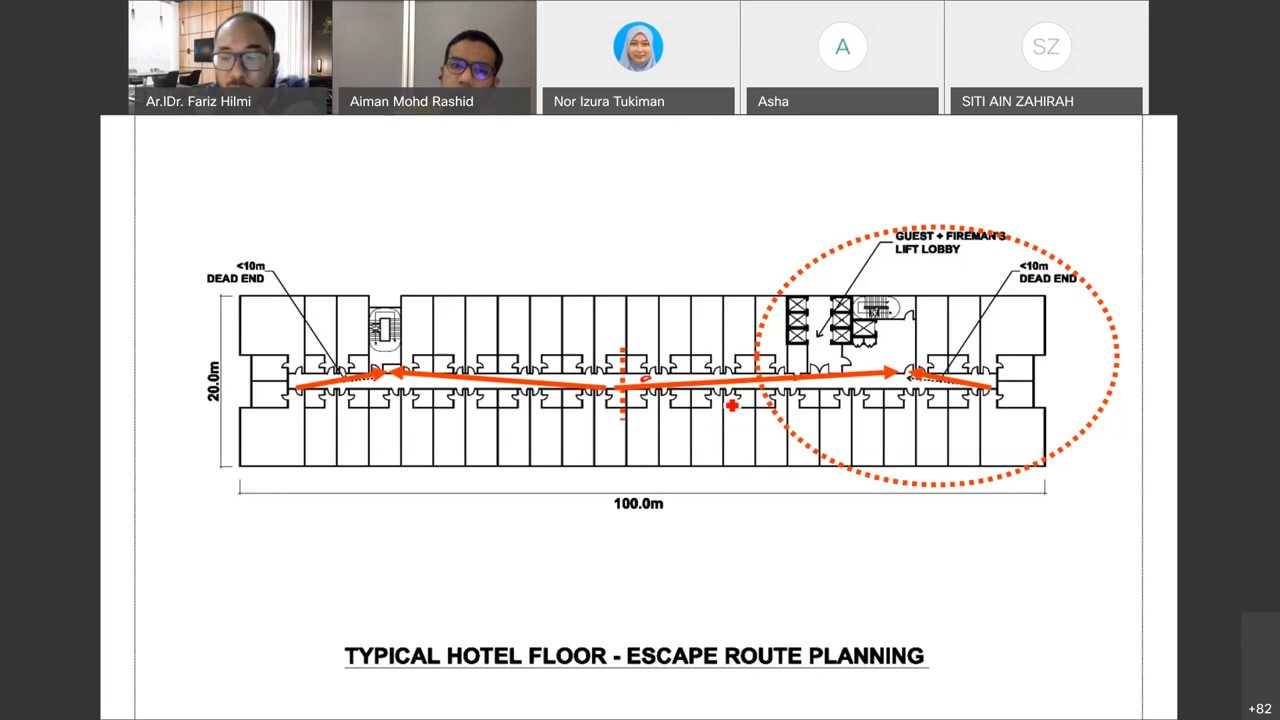 A
SZ
Ar.IDr. Fariz Hilmi
Aiman Mohd Rashid
Nor Izura Tukiman
Asha
SITI AIN ZAHIRAH
GUEST + FIREMAN'S
LIFT LOBBY
<10m
DEAD END
<10m
DEAD END
20.0m
100.0m
TYPICAL HOTEL FLOOR - ESCAPE ROUTE PLANNING
+82